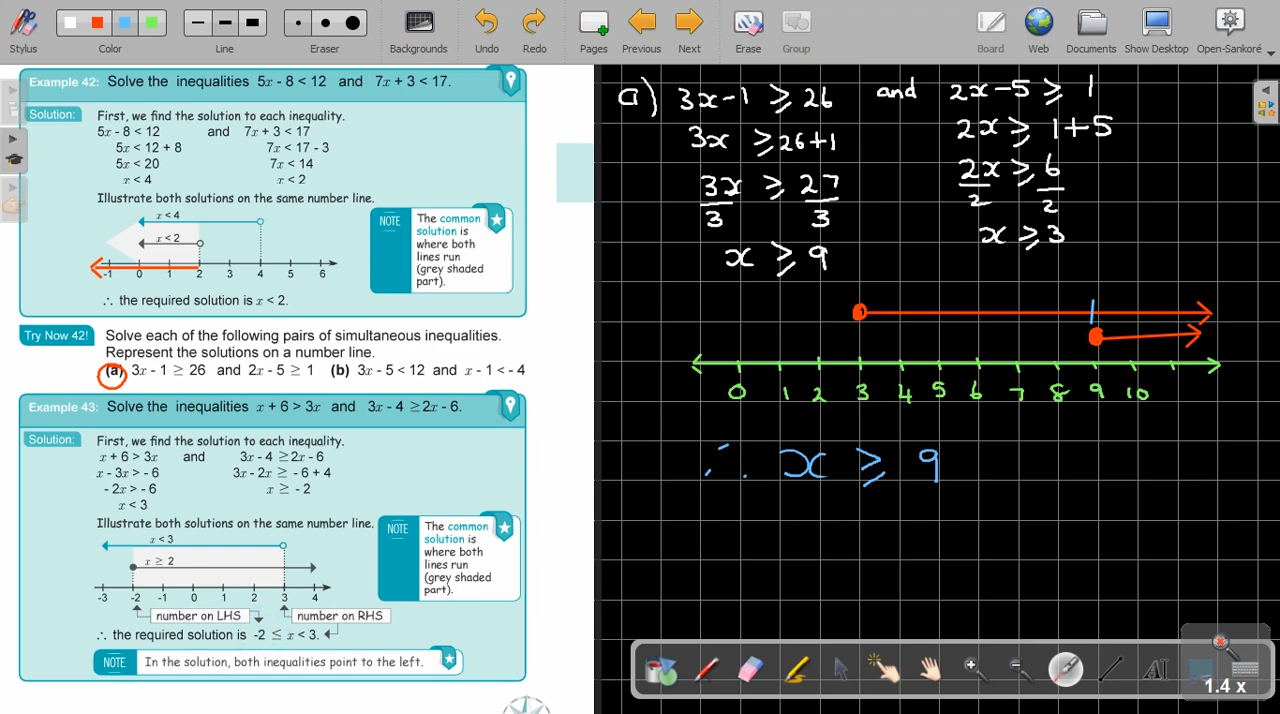 Stylus Color Line Eraser Backgrounds Undo Redo Pages Previous Next Erase Group Board Web Documents Show Desktop Open-Sankoré
Example 42: Solve the inequalities 5x - 8 < 12 and 7x + 3 < 17.
Solution: First, we find the solution to each inequality.
5x - 8 < 12 and 7x + 3 < 17
5x < 12 + 8 7x < 17 - 3
5x < 20 7x < 14
x < 4 x < 2
Illustrate both solutions on the same number line.
x < 4
x < 2
-1 0 1 2 3 4 5 6
NOTE
The common
solution is
where both
lines run
(grey shaded
part).
∴ the required solution is x < 2.
Try Now 42! Solve each of the following pairs of simultaneous inequalities.
Represent the solutions on a number line.
(a) 3x - 1 ≥ 26 and 2x - 5 ≥ 1 (b) 3x - 5 < 12 and x - 1 < - 4
Example 43: Solve the inequalities x + 6 > 3x and 3x - 4 ≥ 2x - 6.
Solution: First, we find the solution to each inequality.
x + 6 > 3x and 3x - 4 ≥ 2x - 6
x - 3x > - 6 3x - 2x ≥ - 6 + 4
- 2x > - 6 x ≥ - 2
x < 3
Illustrate both solutions on the same number line.
x < 3
x ≥ 2
-3 -2 -1 0 1 2 3 4
number on LHS number on RHS
NOTE
The common
solution is
where both
lines run
(grey shaded
part).
∴ the required solution is -2 ≤ x < 3.
NOTE In the solution, both inequalities point to the left.
a) 3x-1 ≥ 26 and 2x-5 ≥ 1
3x ≥ 26+1 2x ≥ 1+5
3x ≥ 27 2x ≥ 6
3 3 2 2
x ≥ 9 x ≥ 3
0 1 2 3 4 5 6 7 8 9 10
∴ x ≥ 9
1.4 x